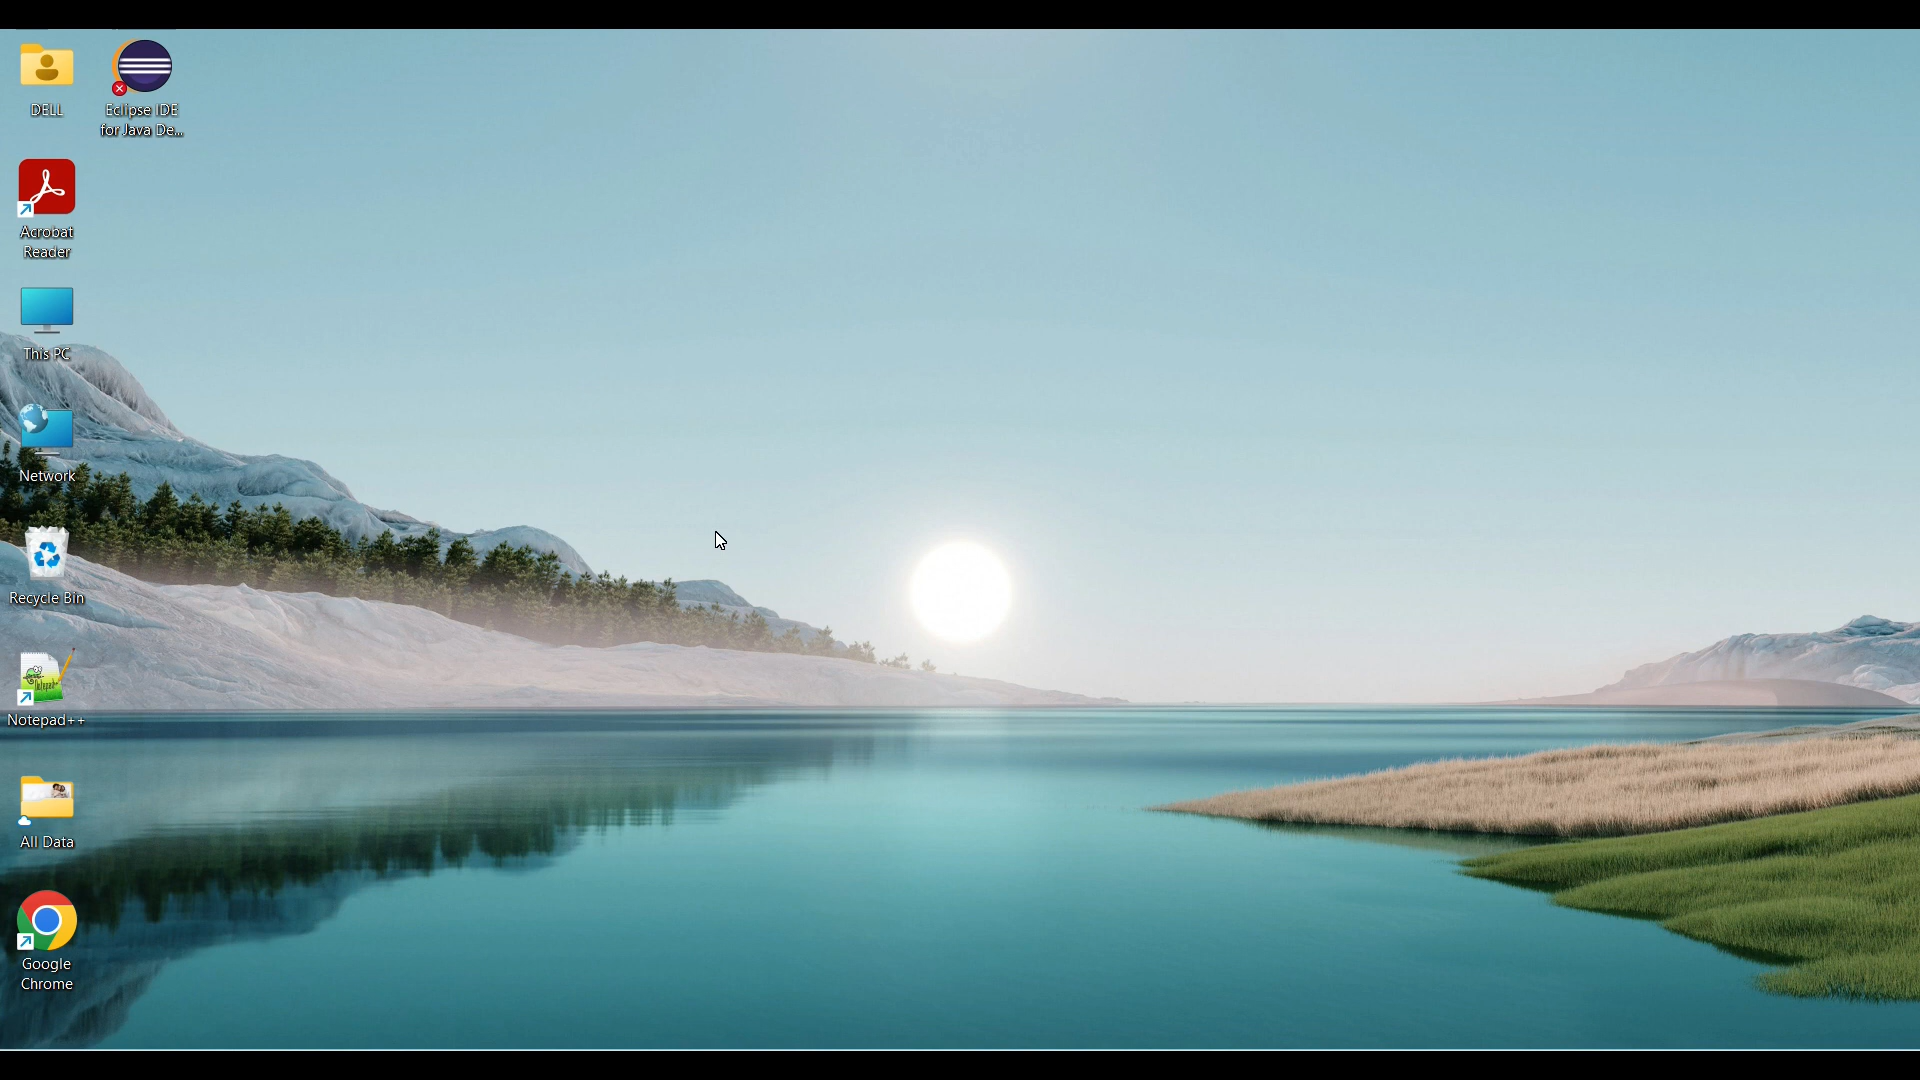 DELL
Eclipse IDE
for Java De...
Acrobat
Reader
This PC
Network
Recycle Bin
Notepad++
All Data
Google
Chrome